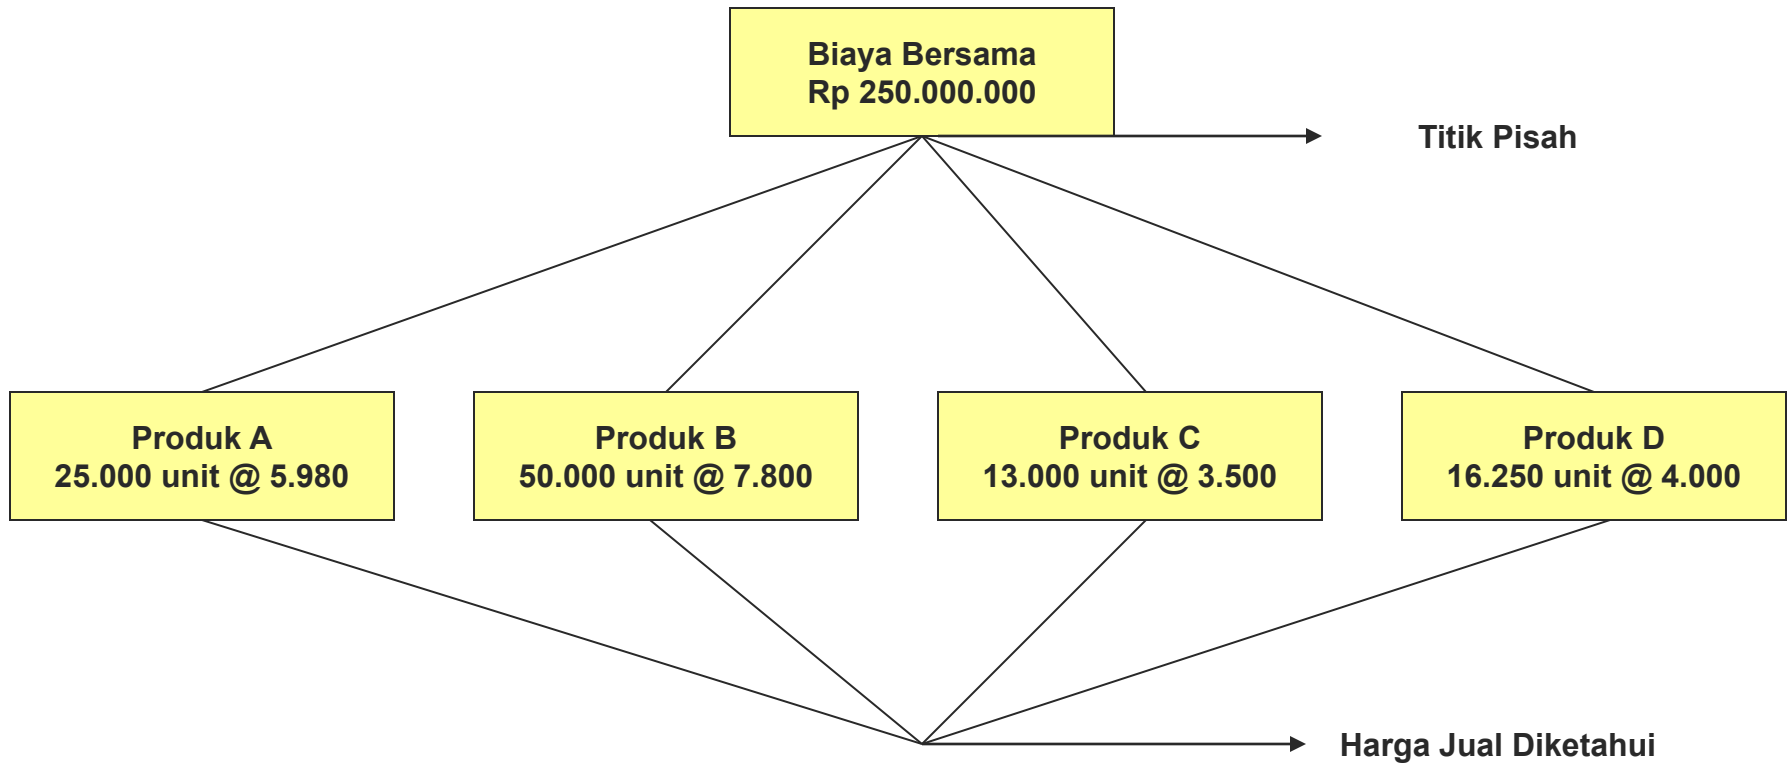 Biaya Bersama
Rp 250.000.000
Titik Pisah
Produk A
25.000 unit @ 5.980
Produk B
50.000 unit @ 7.800
Produk C
13.000 unit @ 3.500
Produk D
16.250 unit @ 4.000
Harga Jual Diketahui